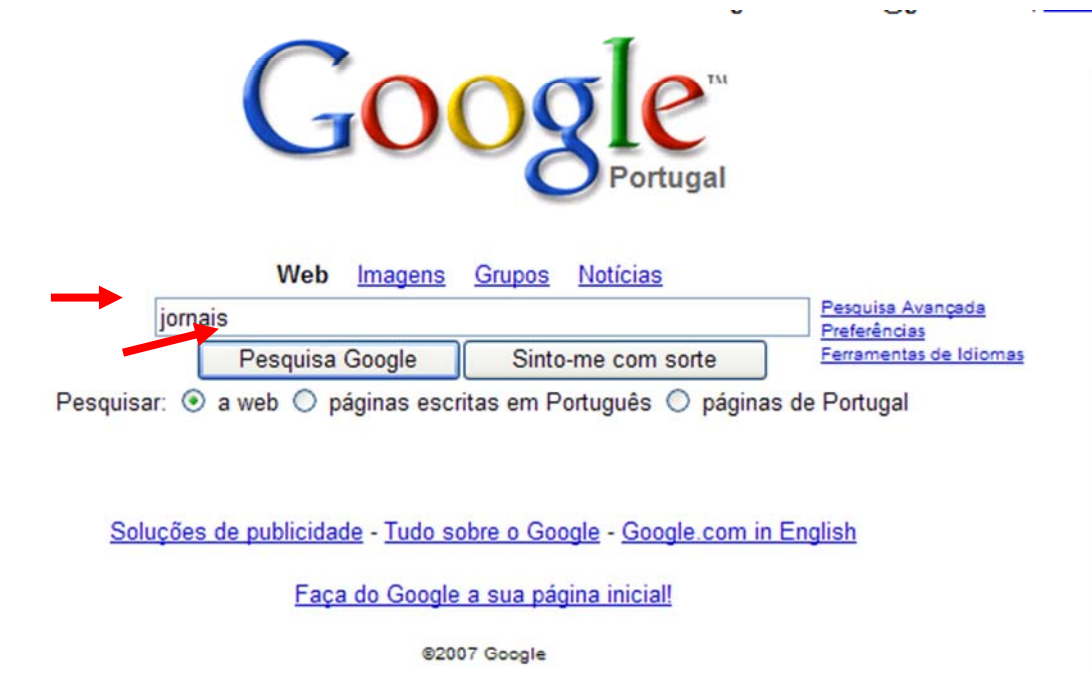 Google™
Portugal
Web Imagens Grupos Notícias
jornais
Pesquisa Avançada
Preferências
Ferramentas de Idiomas
Pesquisa Google Sinto-me com sorte
Pesquisar: a web páginas escritas em Português páginas de Portugal
Soluções de publicidade - Tudo sobre o Google - Google.com in English
Faça do Google a sua página inicial!
©2007 Google